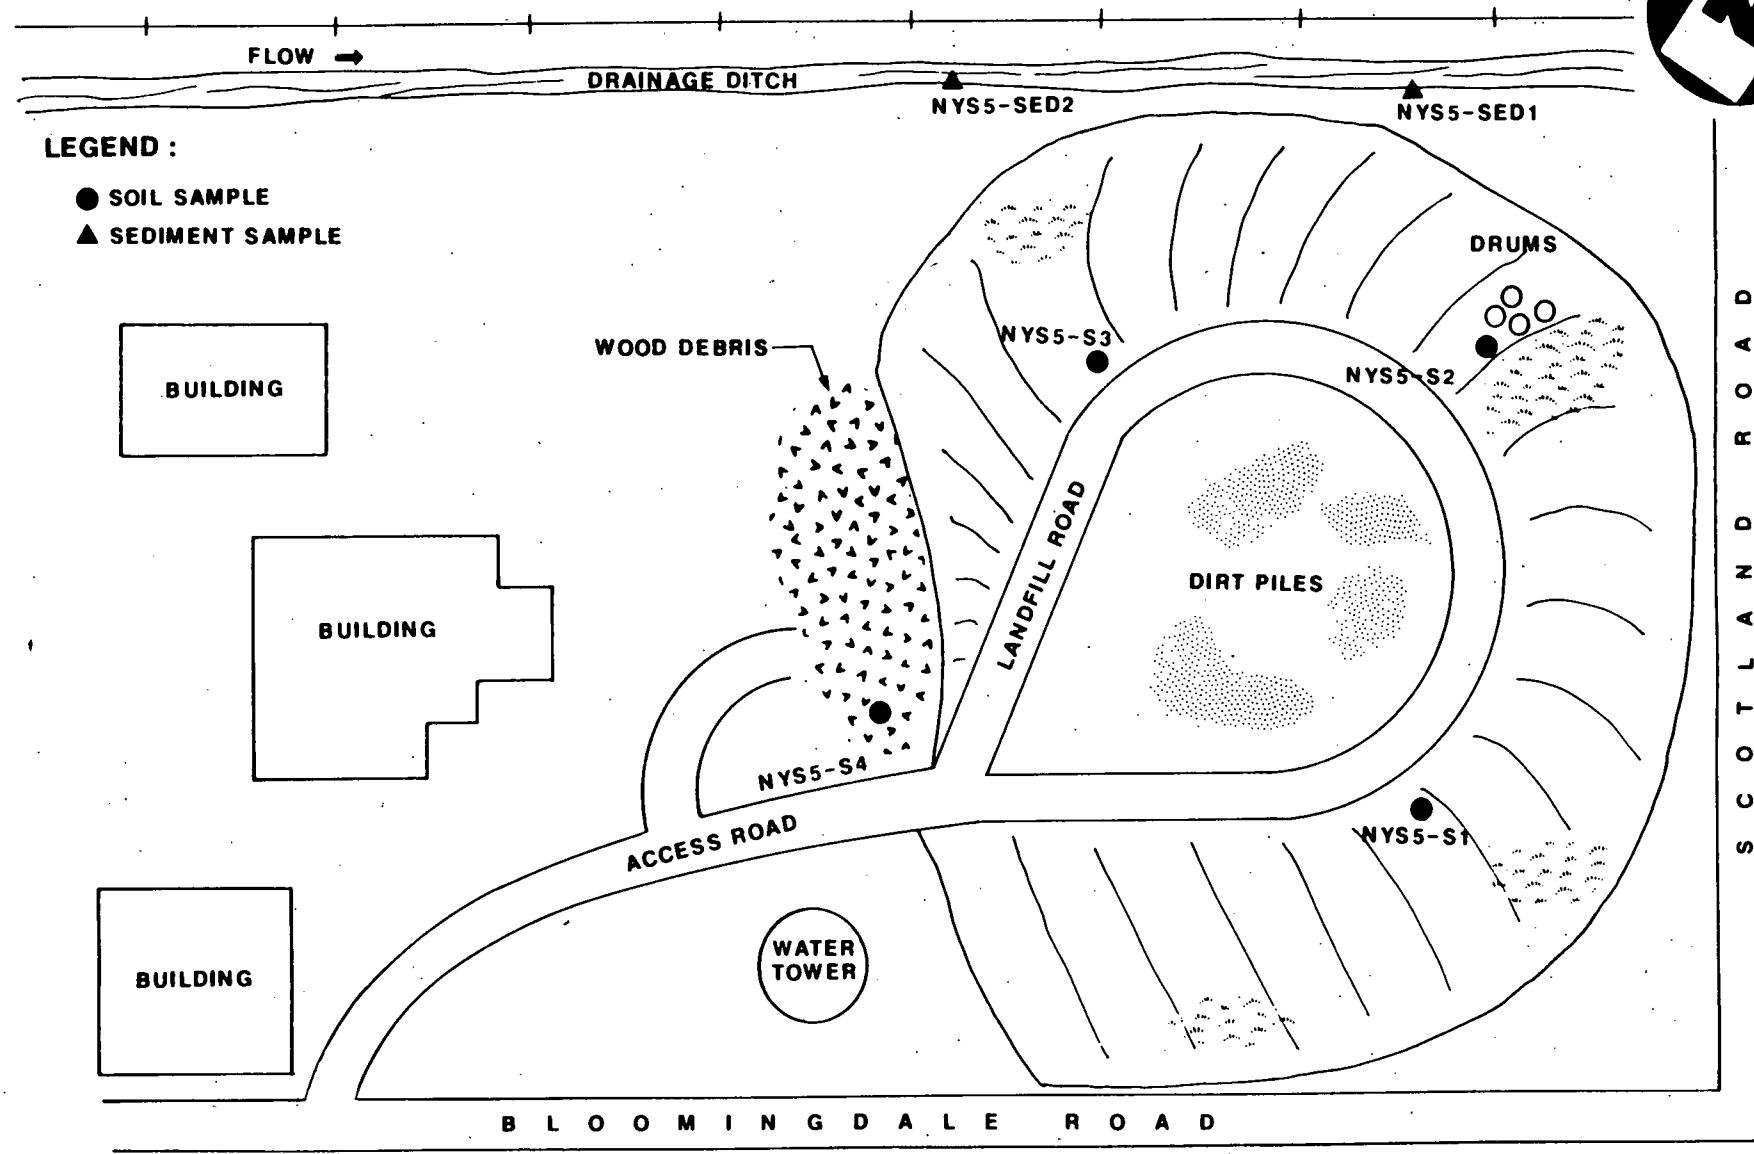 FLOW
DRAINAGE DITCH
NYS5-SED2
NYS5-SED1
LEGEND :
SOIL SAMPLE
SEDIMENT SAMPLE
DRUMS
NYS5-S3
WOOD DEBRIS
NYS5-S2
BUILDING
LANDFILL ROAD
DIRT PILES
BUILDING
SCOTLAND ROAD
NYS5-S4
ACCESS ROAD
NYS5-S1
WATER
TOWER
BUILDING
BLOOMINGDALE ROAD